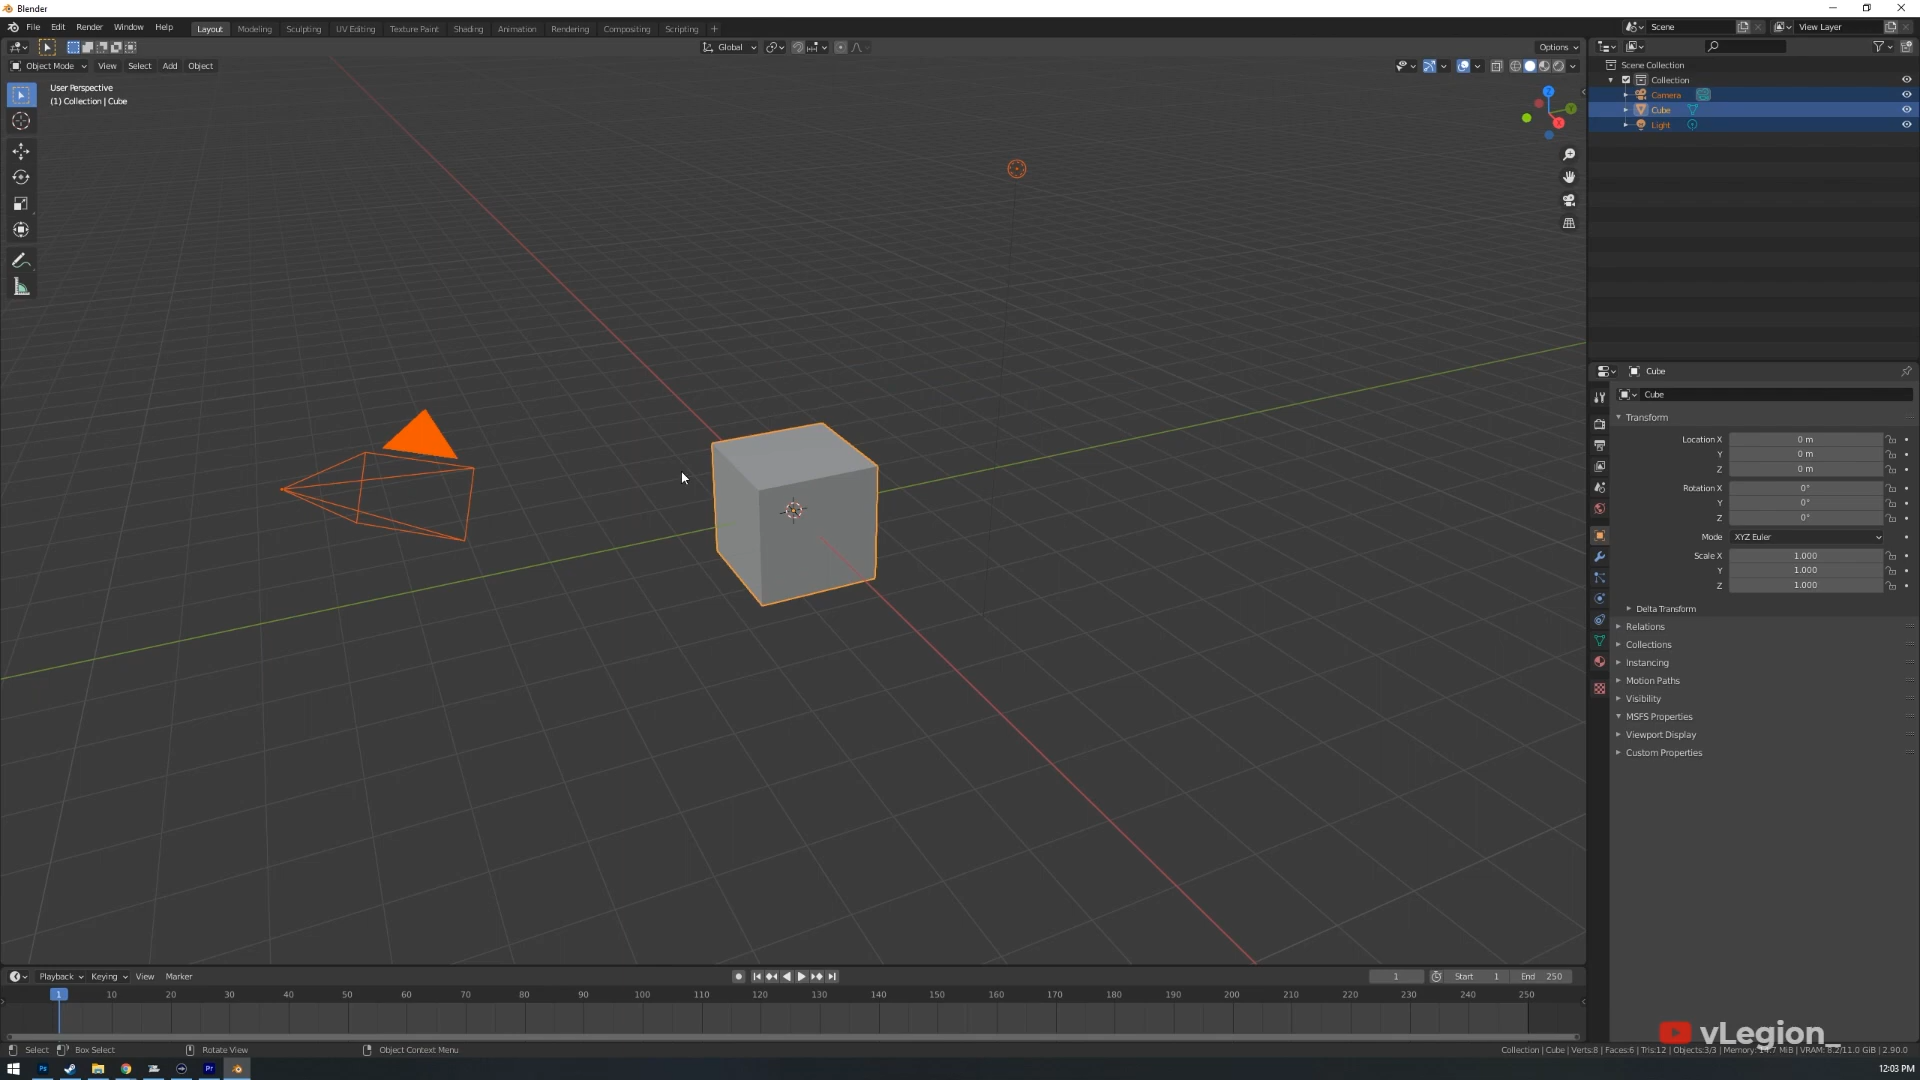 Blender
File Edit Render Window Help Layout Modeling Sculpting UV Editing Texture Paint Shading Animation Rendering Compositing Scripting + Scene View Layer
Global Options
Object Mode View Select Add Object
User Perspective
(1) Collection | Cube
Z
Y
X
Scene Collection
Collection
Camera
Cube
Light
Cube
Cube
Transform
Location X 0 m
Y 0 m
Z 0 m
Rotation X 0°
Y 0°
Z 0°
Mode XYZ Euler
Scale X 1.000
Y 1.000
Z 1.000
Delta Transform
Relations
Collections
Instancing
Motion Paths
Visibility
MSFS Properties
Viewport Display
Custom Properties
Playback Keying View Marker 1 Start 1 End 250
1 10 20 30 40 50 60 70 80 90 100 110 120 130 140 150 160 170 180 190 200 210 220 230 240 250
vLegion_
Select Box Select Rotate View Object Context Menu
Collection | Cube | Verts:8 | Faces:6 | Tris:12 | Objects:3/3 | Memory: 14.7 MiB | VRAM: 8.2/11.0 GiB | 2.90.0
Ps Pr 12:03 PM